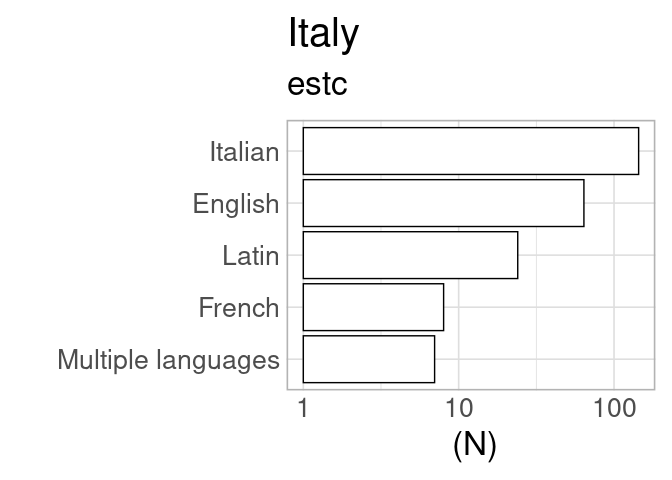 Italy
estc
Italian
English
Latin
French
Multiple languages
1 10 100
(N)